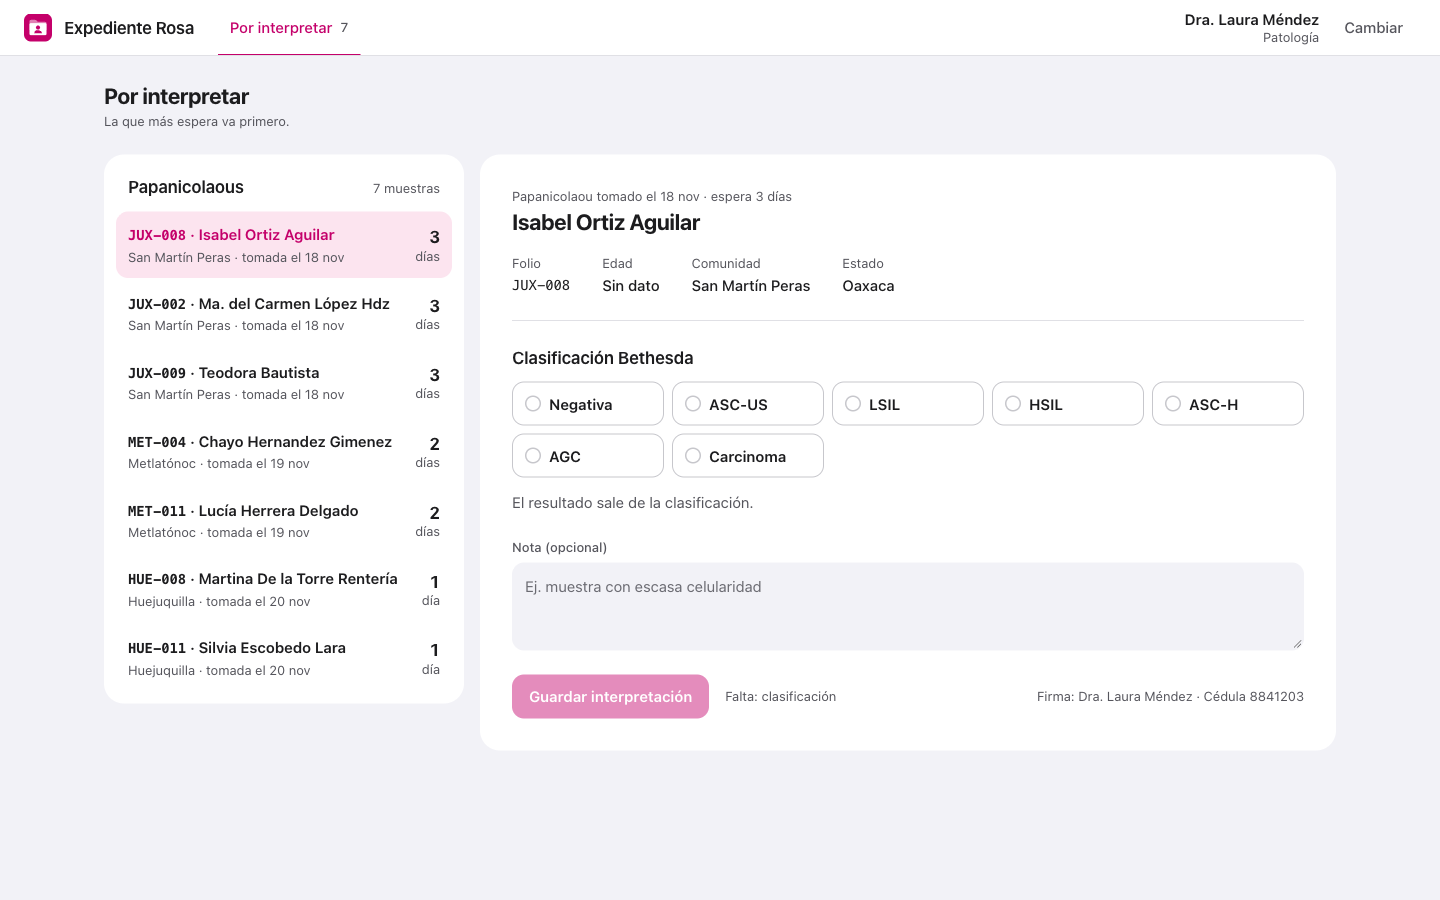 Expediente Rosa
Por interpretar 7
Dra. Laura Méndez
Patología
Cambiar
Por interpretar
La que más espera va primero.
Papanicolaous
7 muestras
JUX-008 · Isabel Ortiz Aguilar
San Martín Peras · tomada el 18 nov
3
días
JUX-002 · Ma. del Carmen López Hdz
San Martín Peras · tomada el 18 nov
3
días
JUX-009 · Teodora Bautista
San Martín Peras · tomada el 18 nov
3
días
MET-004 · Chayo Hernandez Gimenez
Metlatónoc · tomada el 19 nov
2
días
MET-011 · Lucía Herrera Delgado
Metlatónoc · tomada el 19 nov
2
días
HUE-008 · Martina De la Torre Rentería
Huejuquilla · tomada el 20 nov
1
día
HUE-011 · Silvia Escobedo Lara
Huejuquilla · tomada el 20 nov
1
día
Papanicolaou tomado el 18 nov · espera 3 días
Isabel Ortiz Aguilar
Folio
JUX-008
Edad
Sin dato
Comunidad
San Martín Peras
Estado
Oaxaca
Clasificación Bethesda
Negativa
ASC-US
LSIL
HSIL
ASC-H
AGC
Carcinoma
El resultado sale de la clasificación.
Nota (opcional)
Ej. muestra con escasa celularidad
Guardar interpretación
Falta: clasificación
Firma: Dra. Laura Méndez · Cédula 8841203